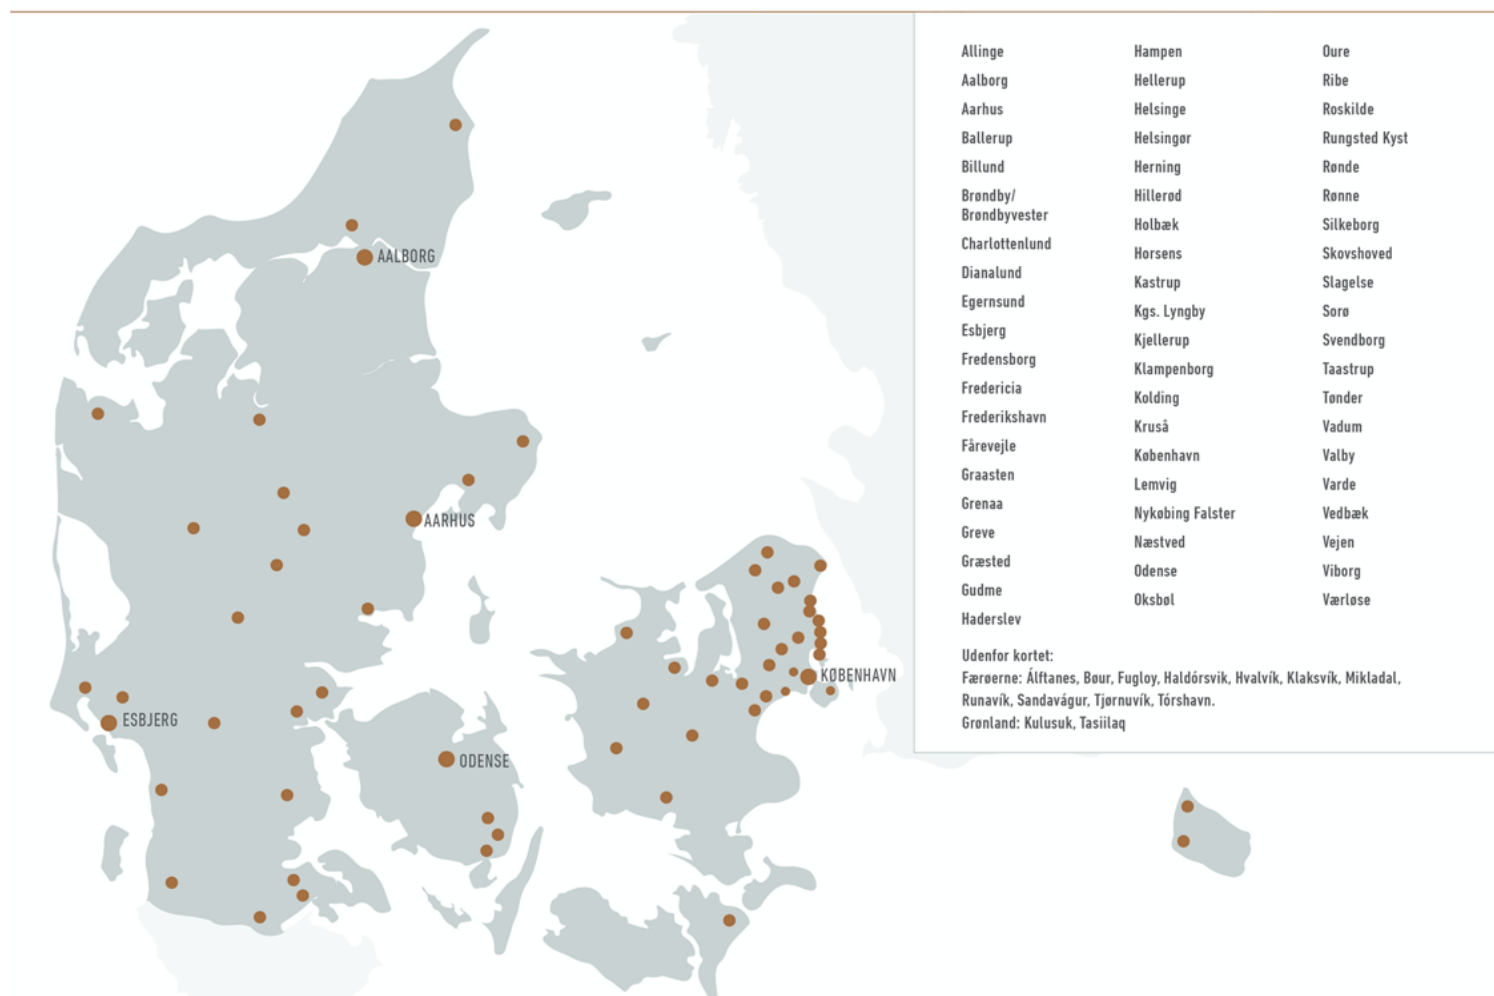 AALBORG
AARHUS
KØBENHAVN
ESBJERG
ODENSE
Allinge
Aalborg
Aarhus
Ballerup
Billund
Brøndby/
Brøndbyvester
Charlottenlund
Dianalund
Egernsund
Esbjerg
Fredensborg
Fredericia
Frederikshavn
Fårevejle
Graasten
Grenaa
Greve
Græsted
Gudme
Haderslev
Hampen
Hellerup
Helsinge
Helsingør
Herning
Hillerød
Holbæk
Horsens
Kastrup
Kgs. Lyngby
Kjellerup
Klampenborg
Kolding
Kruså
København
Lemvig
Nykøbing Falster
Næstved
Odense
Oksbøl
Oure
Ribe
Roskilde
Rungsted Kyst
Rønde
Rønne
Silkeborg
Skovshoved
Slagelse
Sorø
Svendborg
Taastrup
Tønder
Vadum
Valby
Varde
Vedbæk
Vejen
Viborg
Værløse
Udenfor kortet:
Færøerne: Álftanes, Bøur, Fugloy, Haldórsvik, Hvalvík, Klaksvík, Mikladal,
Runavík, Sandavágur, Tjørnuvík, Tórshavn.
Grønland: Kulusuk, Tasiilaq